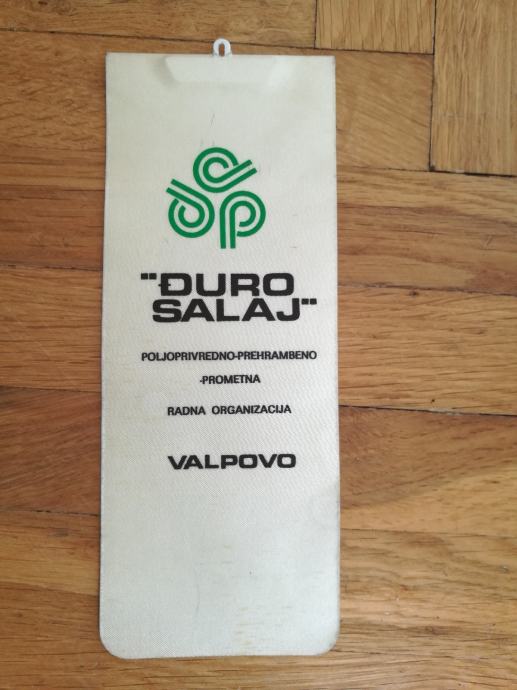 "ĐURO
SALAJ"
POLJOPRIVREDNO-PREHRAMBENO
-PROMETNA
RADNA ORGANIZACIJA
VALPOVO